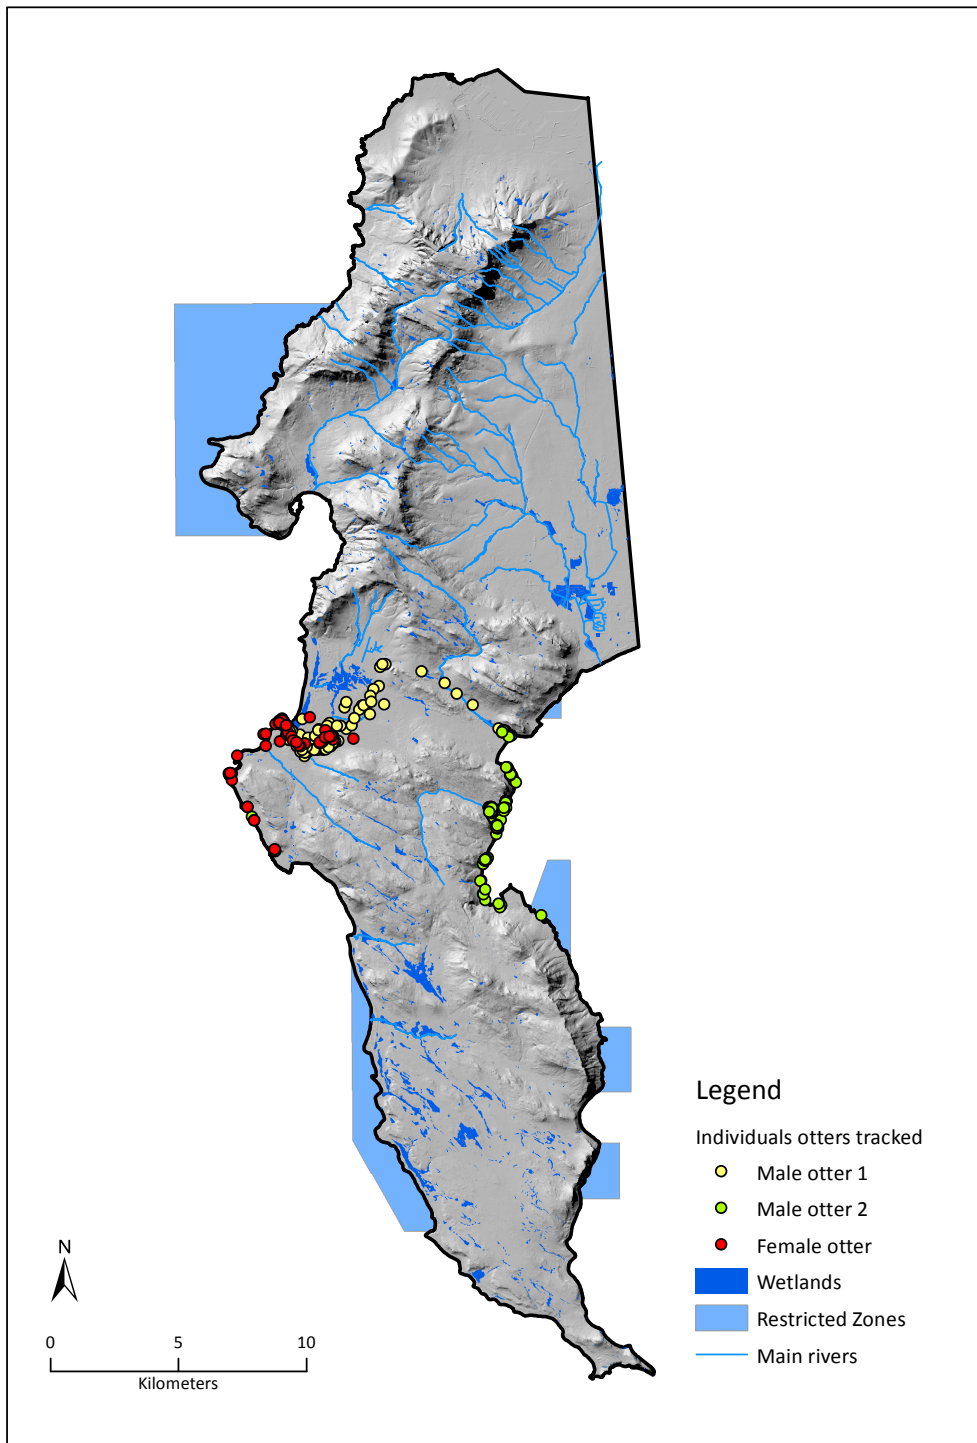 Legend
Individuals otters tracked
Male otter 1
Male otter 2
Female otter
Wetlands
Restricted Zones
Main rivers
N
0 5 10
Kilometers